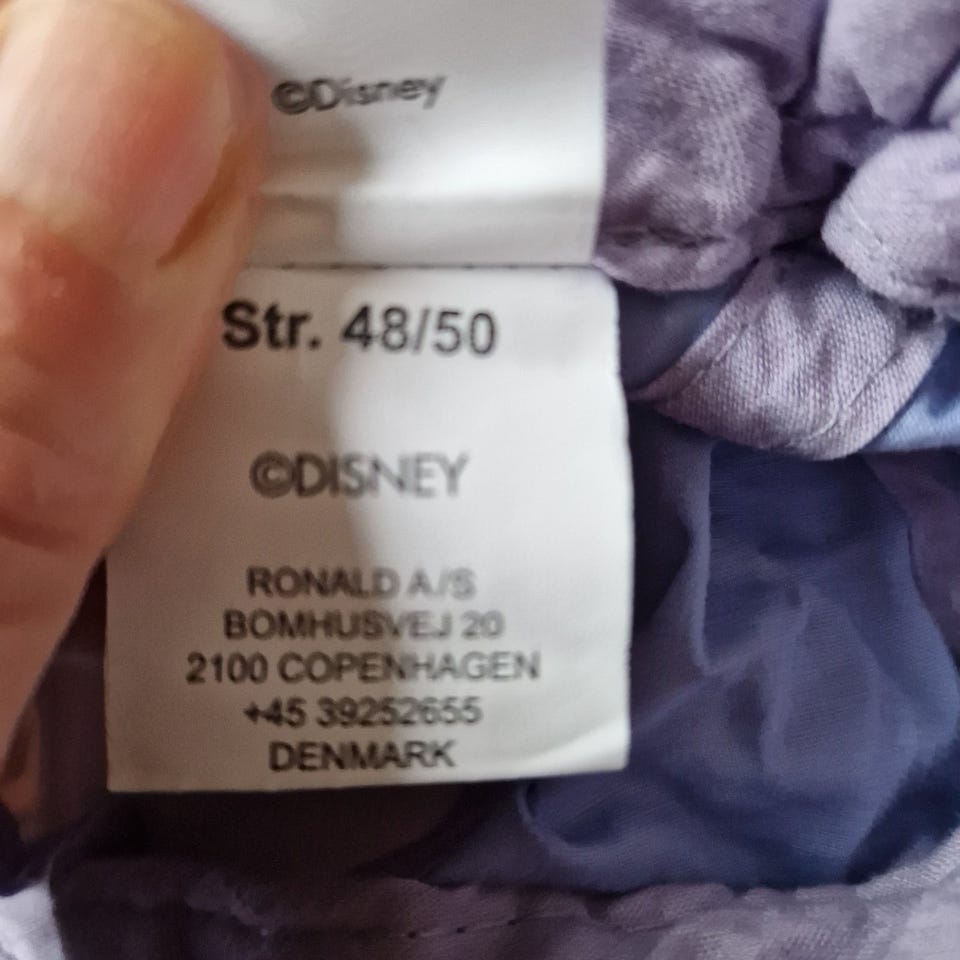 ©Disney
Str. 48/50
©DISNEY
RONALD A/S
BOMHUSVEJ 20
2100 COPENHAGEN
+45 39252655
DENMARK